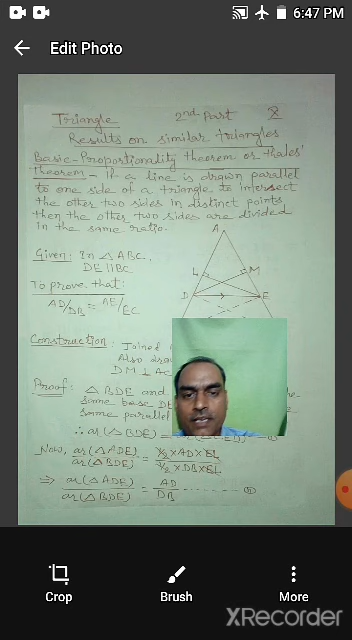 6:47 PM
Edit Photo
Triangle 2nd Part
Results on similar triangles
Basic-Proportionality theorem or Thales'
theorem - if a line is drawn parallel
to one side of a triangle to intersect
the other two sides in distinct points
then the other two sides are divided
in the same ratio.
A
Given: In △ABC,
DE || BC
L M
To prove that:
D E
AD/DB = AE/EC
Construction: Joined
Also draw
DM ⊥ AC
Proof: △BDE and
same base DE
same parallel
∴ ar(△BDE) =
Now, ar(△ADE)/ar(△BDE) = ½ × AD × EL/½ × DB × EL
⇒ ar(△ADE)/ar(△BDE) = AD/DB
Crop Brush More
XRecorder